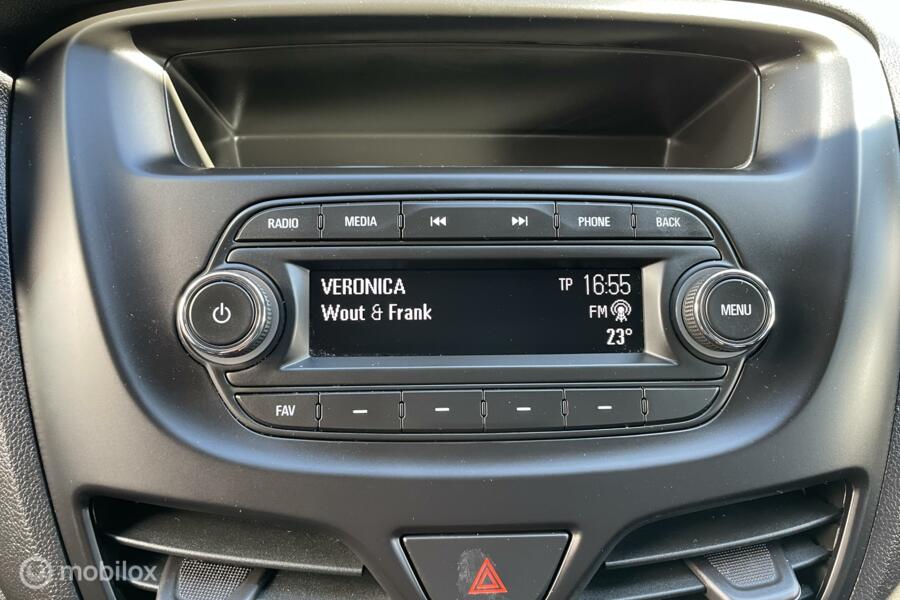 RADIO MEDIA PHONE BACK
VERONICA TP 16:55
Wout & Frank FM
23°
MENU
FAV
mobilox